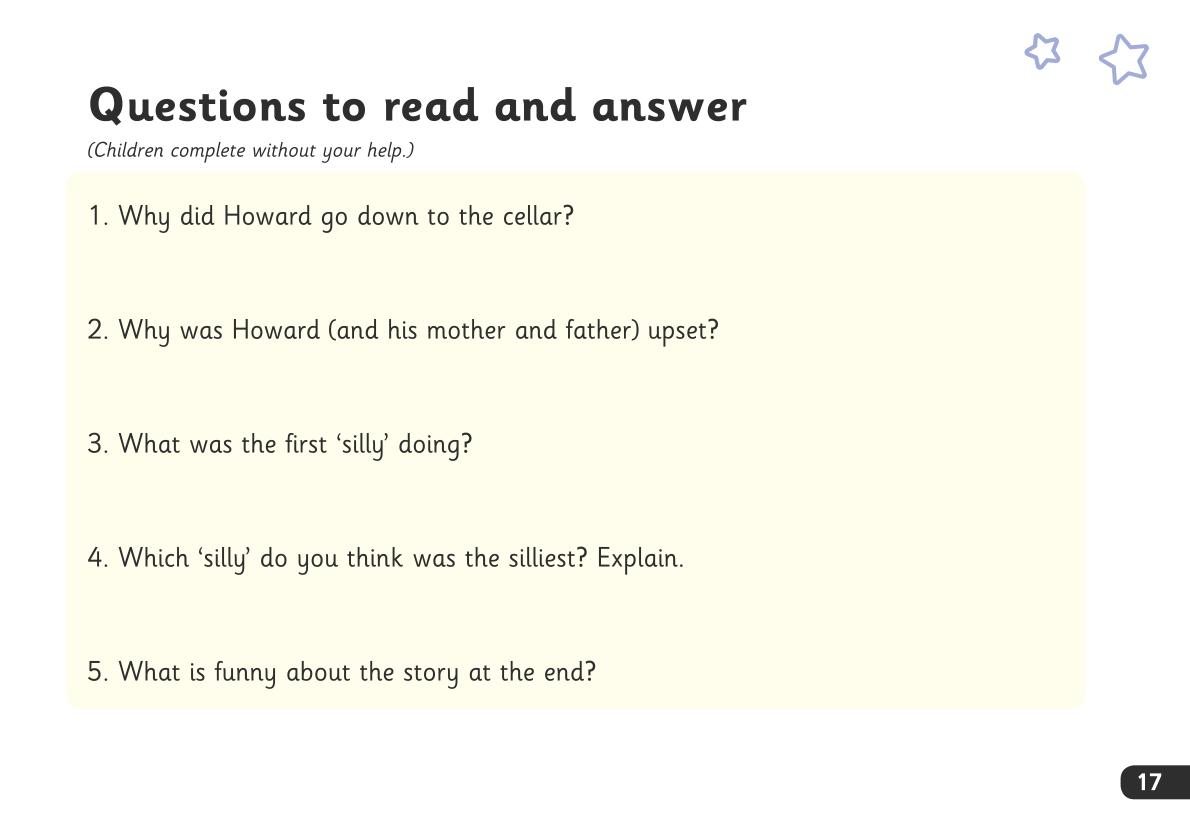 Questions to read and answer
(Children complete without your help.)
1. Why did Howard go down to the cellar?
2. Why was Howard (and his mother and father) upset?
3. What was the first ‘silly’ doing?
4. Which ‘silly’ do you think was the silliest? Explain.
5. What is funny about the story at the end?
17